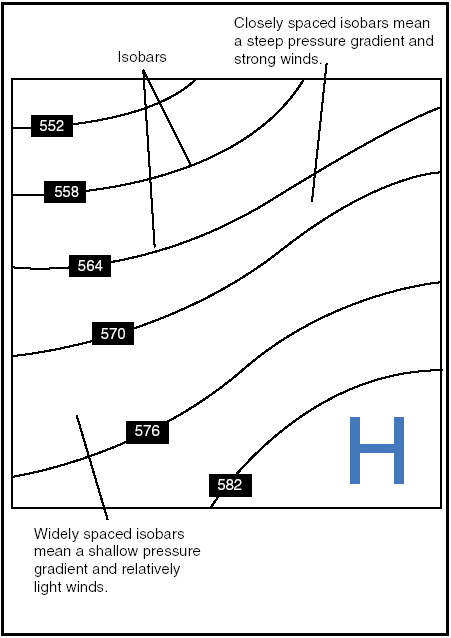 Closely spaced isobars mean
a steep pressure gradient and
strong winds.
Isobars
552
558
564
570
576
582
H
Widely spaced isobars
mean a shallow pressure
gradient and relatively
light winds.